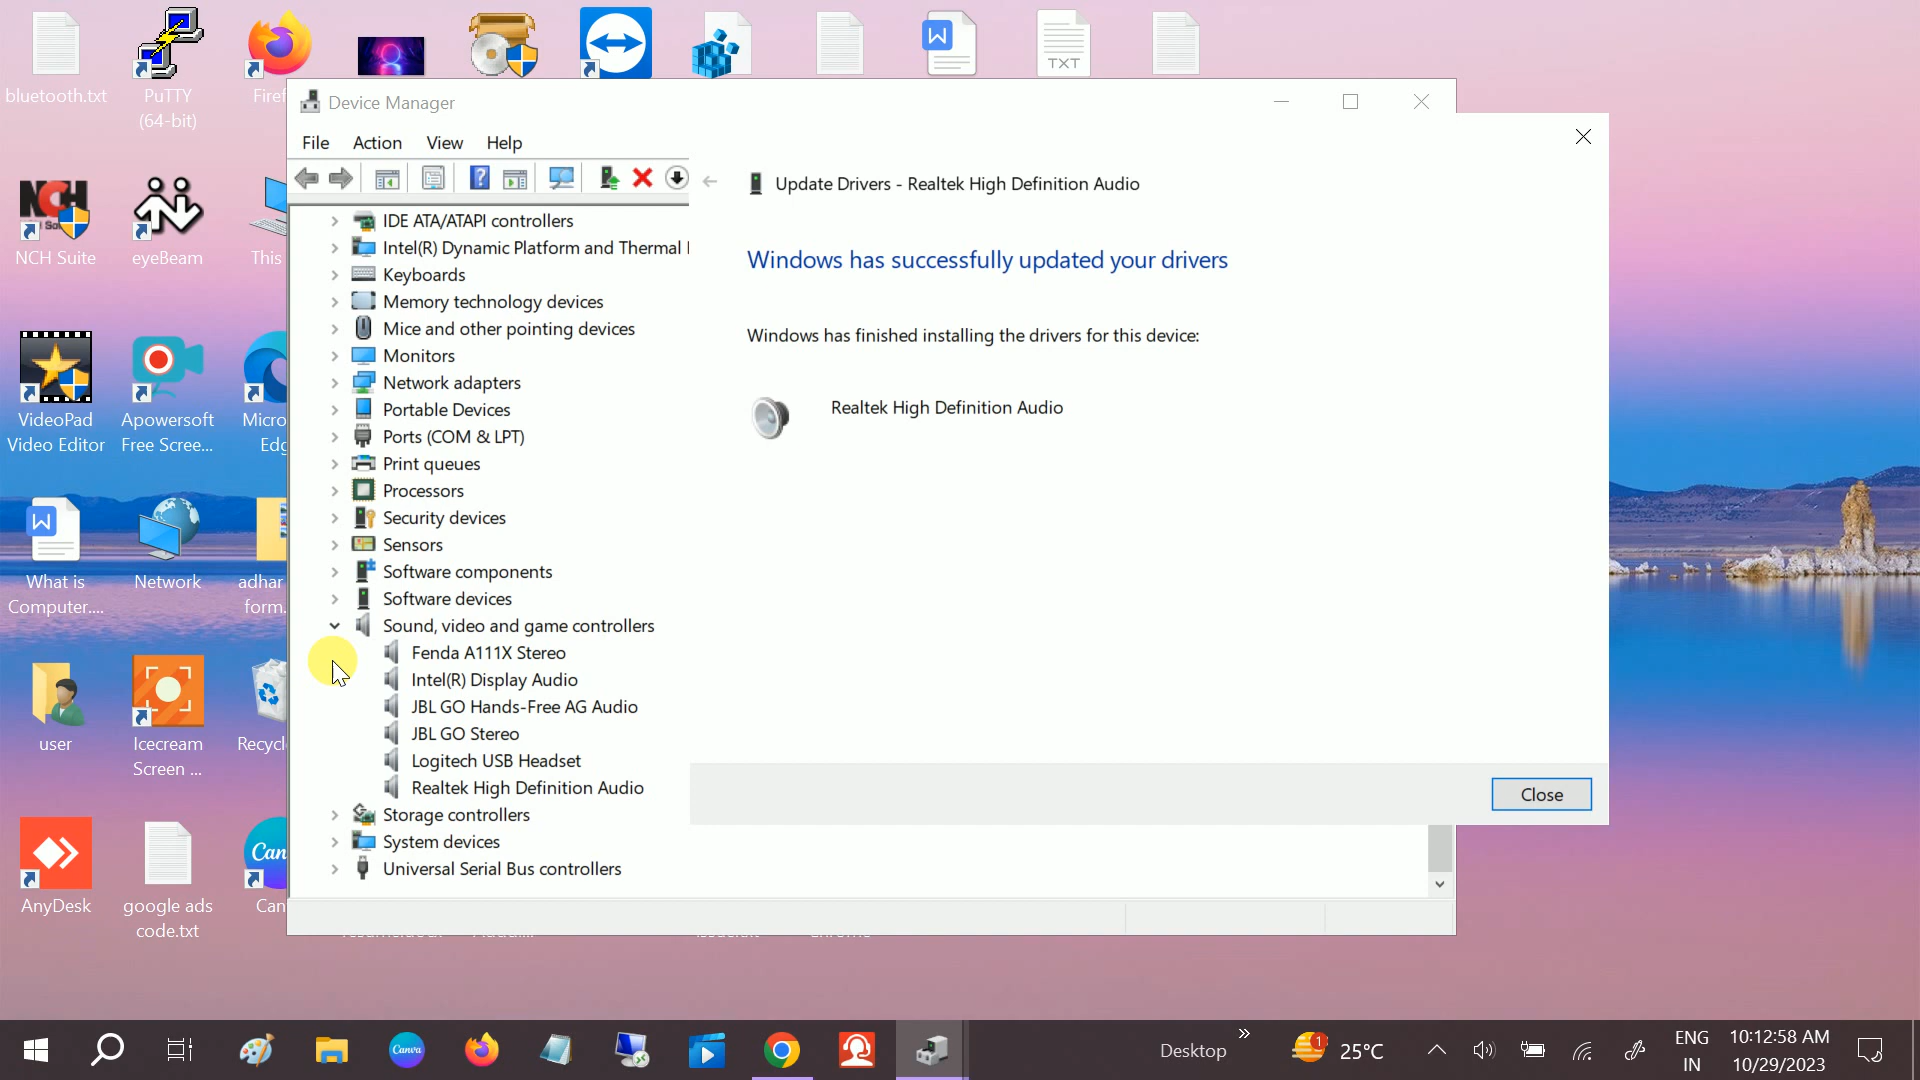 bluetooth.txt
PuTTY
(64-bit)
Firef
TXT
NCH
NCH Suite
eyeBeam
This
VideoPad
Video Editor
Apowersoft
Free Scree...
Micro
Edg
What is
Computer....
Network
adhar
form.
user
Icecream
Screen ...
Recycl
AnyDesk
google ads
code.txt
Can
Can
Device Manager
File Action View Help
IDE ATA/ATAPI controllers
Intel(R) Dynamic Platform and Thermal
Keyboards
Memory technology devices
Mice and other pointing devices
Monitors
Network adapters
Portable Devices
Ports (COM & LPT)
Print queues
Processors
Security devices
Sensors
Software components
Software devices
Sound, video and game controllers
Fenda A111X Stereo
Intel(R) Display Audio
JBL GO Hands-Free AG Audio
JBL GO Stereo
Logitech USB Headset
Realtek High Definition Audio
Storage controllers
System devices
Universal Serial Bus controllers
Update Drivers - Realtek High Definition Audio
Windows has successfully updated your drivers
Windows has finished installing the drivers for this device:
Realtek High Definition Audio
Close
Canva
Desktop
1
25°C
ENG
IN
10:12:58 AM
10/29/2023